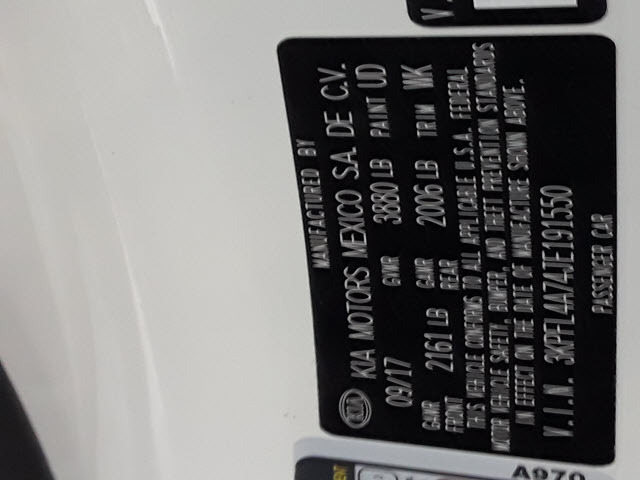 V.I
MANUFACTURED BY
KIA KIA MOTORS MEXICO S.A. DE C.V.
09/17 GVWR 3880 LB PAINT UD
GAWR FRONT 2161 LB GAWR REAR 2006 LB TRIM WK
THIS VEHICLE CONFORMS TO ALL APPLICABLE U.S.A. FEDERAL
MOTOR VEHICLE SAFETY, BUMPER, AND THEFT PREVENTION STANDARDS
IN EFFECT ON THE DATE OF MANUFACTURE SHOWN ABOVE.
V.I.N. 3KPFL4A74JE191550
PASSENGER CAR
A970